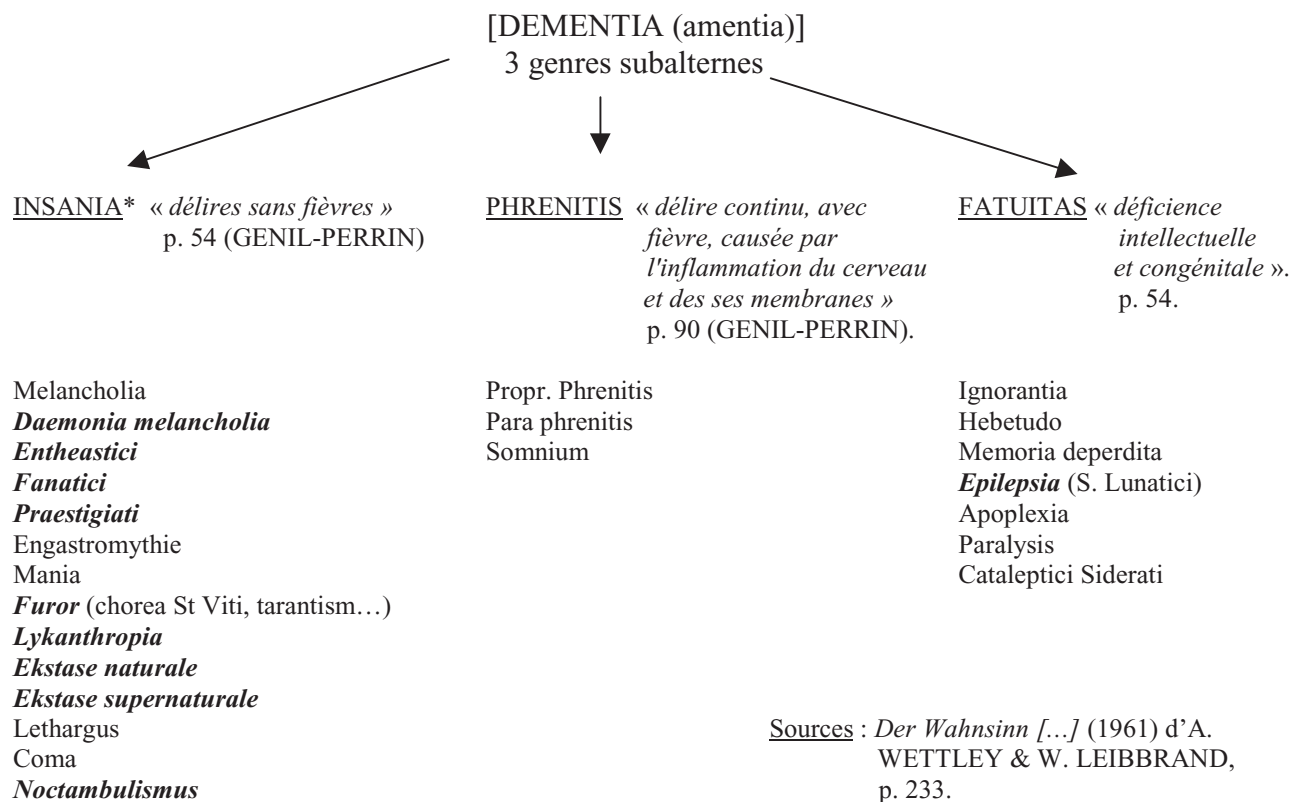 [DEMENTIA (amentia)]
3 genres subalternes
INSANIA* « délires sans fièvres »
p. 54 (GENIL-PERRIN)
PHRENITIS « délire continu, avec
fièvre, causée par
l'inflammation du cerveau
et des ses membranes »
p. 90 (GENIL-PERRIN).
FATUITAS « déficience
intellectuelle
et congénitale ».
p. 54.
Melancholia
Daemonia melancholia
Entheastici
Fanatici
Praestigiati
Engastromythie
Mania
Furor (chorea St Viti, tarantism…)
Lykanthropia
Ekstase naturale
Ekstase supernaturale
Lethargus
Coma
Noctambulismus
Propr. Phrenitis
Para phrenitis
Somnium
Ignorantia
Hebetudo
Memoria deperdita
Epilepsia (S. Lunatici)
Apoplexia
Paralysis
Cataleptici Siderati
Sources : Der Wahnsinn [...] (1961) d’A.
WETTLEY & W. LEIBBRAND,
p. 233.